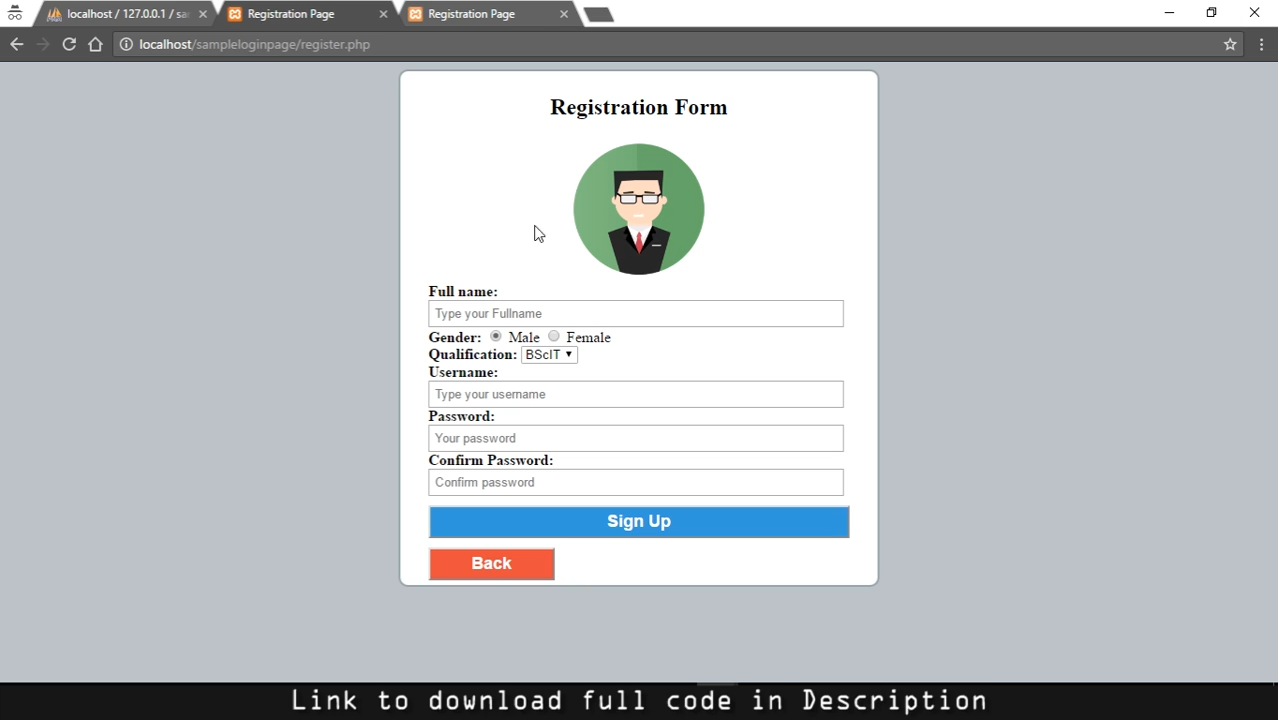 localhost / 127.0.0.1 / sa
Registration Page
Registration Page
localhost/sampleloginpage/register.php
Registration Form
Full name:
Type your Fullname
Gender: Male Female
Qualification: BScIT
Username:
Type your username
Password:
Your password
Confirm Password:
Confirm password
Sign Up
Back
Link to download full code in Description